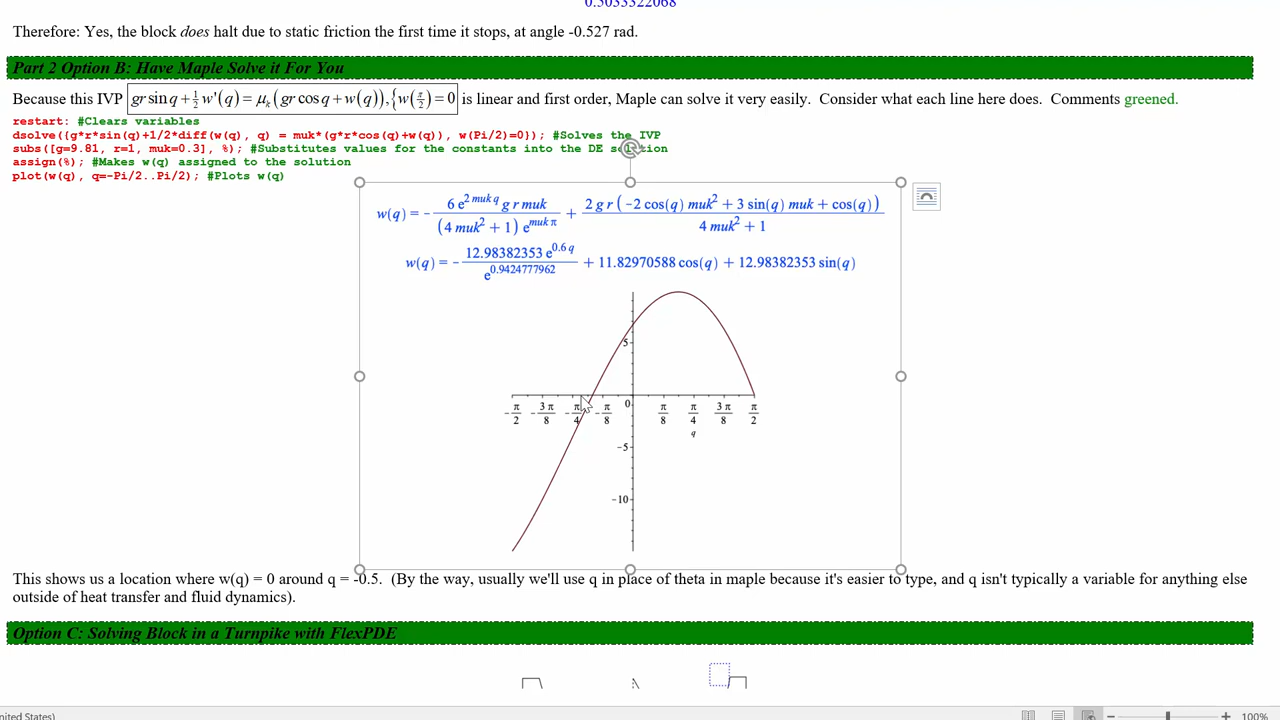 0.5033322068
Therefore: Yes, the block does halt due to static friction the first time it stops, at angle -0.527 rad.
Part 2 Option B: Have Maple Solve it For You
Because this IVP gr sin q + ½ w'(q) = μₖ(gr cos q + w(q)), {w(π/2) = 0 is linear and first order, Maple can solve it very easily. Consider what each line here does. Comments greened.
restart: #Clears variables
dsolve({g*r*sin(q)+1/2*diff(w(q), q) = muk*(g*r*cos(q)+w(q)), w(Pi/2)=0}); #Solves the IVP
subs([g=9.81, r=1, muk=0.3], %); #Substitutes values for the constants into the DE solution
assign(%); #Makes w(q) assigned to the solution
plot(w(q), q=-Pi/2..Pi/2); #Plots w(q)
w(q) = - 6 e^(2 muk q) g r muk / ((4 muk² + 1) e^(muk π)) + 2 g r (-2 cos(q) muk² + 3 sin(q) muk + cos(q)) / (4 muk² + 1)
w(q) = - 12.98382353 e^(0.6 q) / e^(0.9424777962) + 11.82970588 cos(q) + 12.98382353 sin(q)
5
-π/2 -3π/8 -π/4 -π/8 0 π/8 π/4 3π/8 π/2
q
-5
-10
This shows us a location where w(q) = 0 around q = -0.5. (By the way, usually we'll use q in place of theta in maple because it's easier to type, and q isn't typically a variable for anything else
outside of heat transfer and fluid dynamics).
Option C: Solving Block in a Turnpike with FlexPDE
nited States)
100%